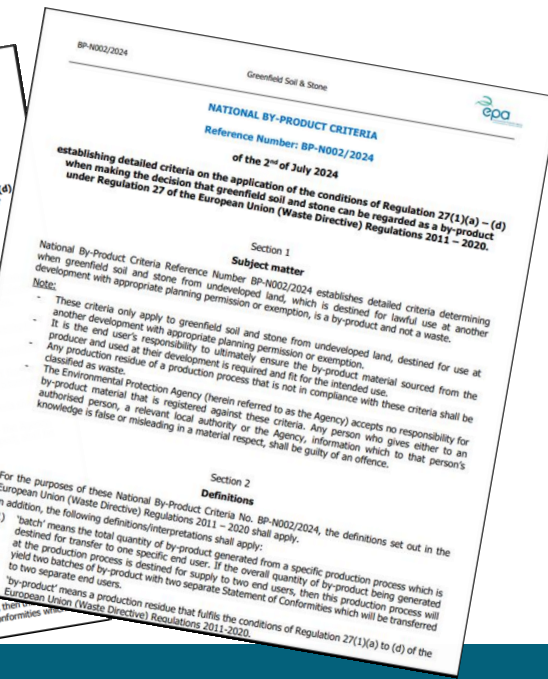 BP-N002/2024
Greenfield Soil & Stone
epa
NATIONAL BY-PRODUCT CRITERIA
Reference Number: BP-N002/2024
of the 2nd of July 2024
establishing detailed criteria on the application of the conditions of Regulation 27(1)(a) – (d)
when making the decision that greenfield soil and stone can be regarded as a by-product
under Regulation 27 of the European Union (Waste Directive) Regulations 2011 – 2020.
Section 1
Subject matter
National By-Product Criteria Reference Number BP-N002/2024 establishes detailed criteria determining
when greenfield soil and stone from undeveloped land, which is destined for lawful use at another
development with appropriate planning permission or exemption, is a by-product and not a waste.
Note:
- These criteria only apply to greenfield soil and stone from undeveloped land, destined for use at
another development with appropriate planning permission or exemption.
- It is the end user's responsibility to ultimately ensure the by-product material sourced from the
producer and used at their development is required and fit for the intended use.
- Any production residue of a production process that is not in compliance with these criteria shall be
classified as waste.
- The Environmental Protection Agency (herein referred to as the Agency) accepts no responsibility for
by-product material that is registered against these criteria. Any person who gives either to an
authorised person, a relevant local authority or the Agency, information which to that person's
knowledge is false or misleading in a material respect, shall be guilty of an offence.
Section 2
Definitions
For the purposes of these National By-Product Criteria No. BP-N002/2024, the definitions set out in the
European Union (Waste Directive) Regulations 2011 – 2020 shall apply.
n addition, the following definitions/interpretations shall apply:
) 'batch' means the total quantity of by-product generated from a specific production process which is
destined for transfer to one specific end user. If the overall quantity of by-product being generated
at the production process is destined for supply to two end users, then this production process will
yield two batches of by-product with two separate Statement of Conformities which will be transferred
to two separate end users.
'by-product' means a production residue that fulfils the conditions of Regulation 27(1)(a) to (d) of the
European Union (Waste Directive) Regulations 2011-2020.
(d)
then